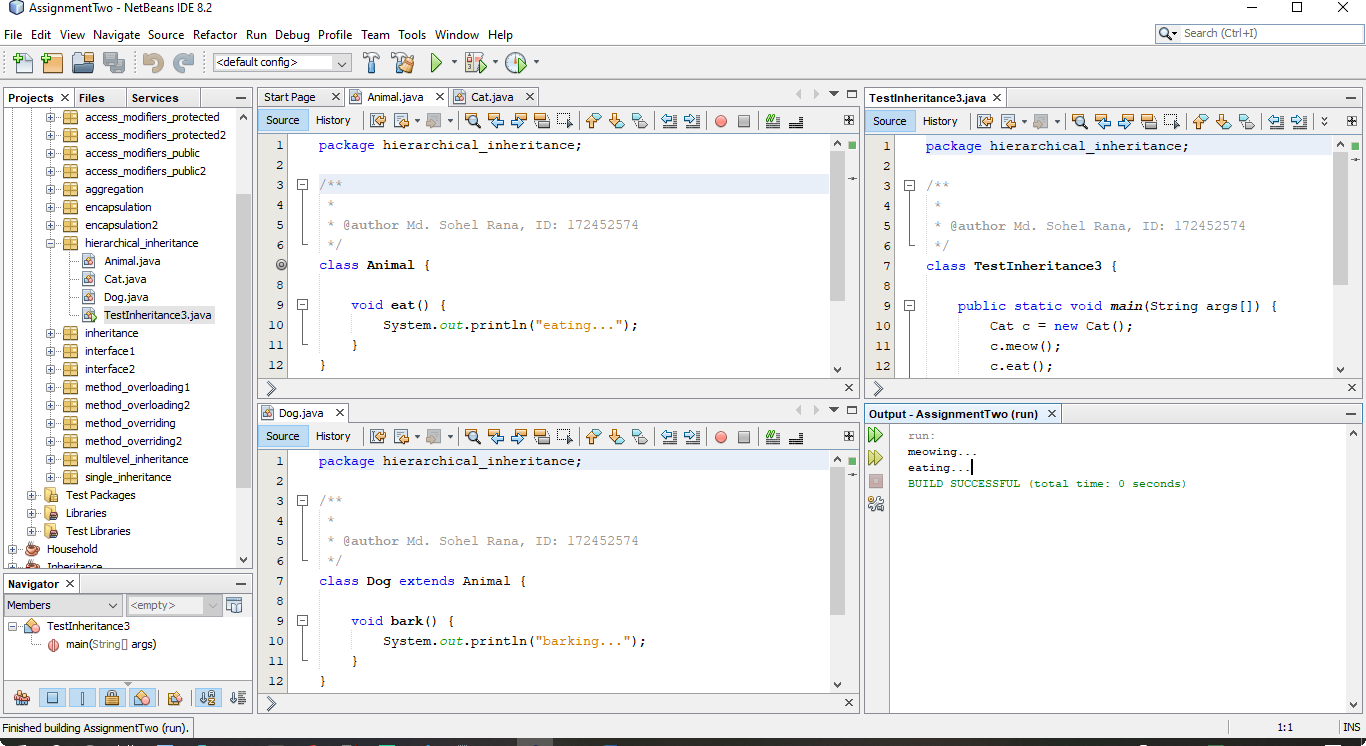 AssignmentTwo - NetBeans IDE 8.2
File Edit View Navigate Source Refactor Run Debug Profile Team Tools Window Help
Search (Ctrl+I)
<default config>
Projects Files Services
access_modifiers_protected
access_modifiers_protected2
access_modifiers_public
access_modifiers_public2
aggregation
encapsulation
encapsulation2
hierarchical_inheritance
Animal.java
Cat.java
Dog.java
TestInheritance3.java
inheritance
interface1
interface2
method_overloading1
method_overloading2
method_overriding
method_overriding2
multilevel_inheritance
single_inheritance
Test Packages
Libraries
Test Libraries
Household
Inheritance
Navigator
Members <empty>
TestInheritance3
main(String[] args)
Start Page Animal.java Cat.java
Source History
1 package hierarchical_inheritance;
2
3 /**
4 *
5 * @author Md. Sohel Rana, ID: 172452574
6 */
class Animal {
8
9 void eat() {
10 System.out.println("eating...");
11 }
12 }
Dog.java
Source History
1 package hierarchical_inheritance;
2
3 /**
4 *
5 * @author Md. Sohel Rana, ID: 172452574
6 */
7 class Dog extends Animal {
8
9 void bark() {
10 System.out.println("barking...");
11 }
12 }
TestInheritance3.java
Source History
1 package hierarchical_inheritance;
2
3 /**
4 *
5 * @author Md. Sohel Rana, ID: 172452574
6 */
7 class TestInheritance3 {
8
9 public static void main(String args[]) {
10 Cat c = new Cat();
11 c.meow();
12 c.eat();
Output - AssignmentTwo (run)
run:
meowing...
eating...
BUILD SUCCESSFUL (total time: 0 seconds)
Finished building AssignmentTwo (run).
1:1 INS